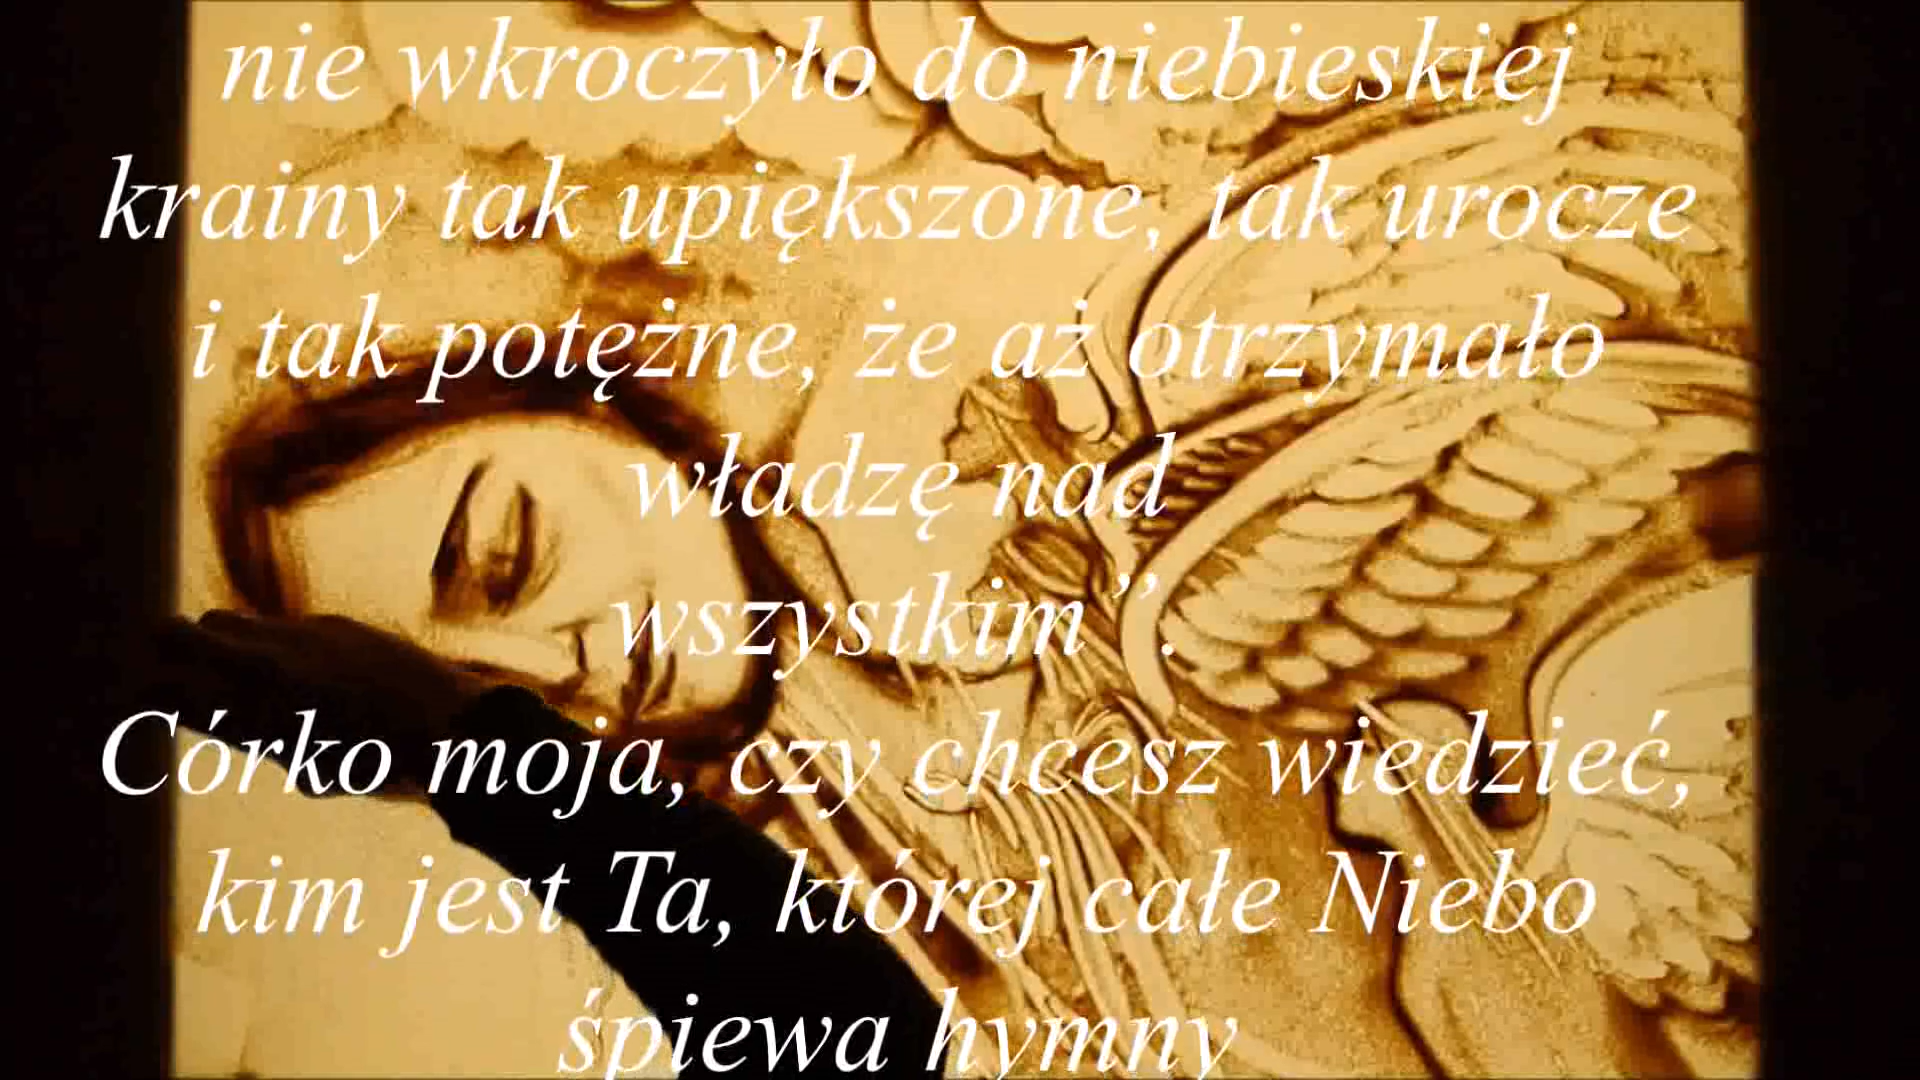 nie wkroczyło do niebieskiej
krainy tak upiększone, tak urocze
i tak potężne, że aż otrzymało
władzę nad
wszystkim”.
Córko moja, czy chcesz wiedzieć,
kim jest Ta, której całe Niebo
śpiewa hymny